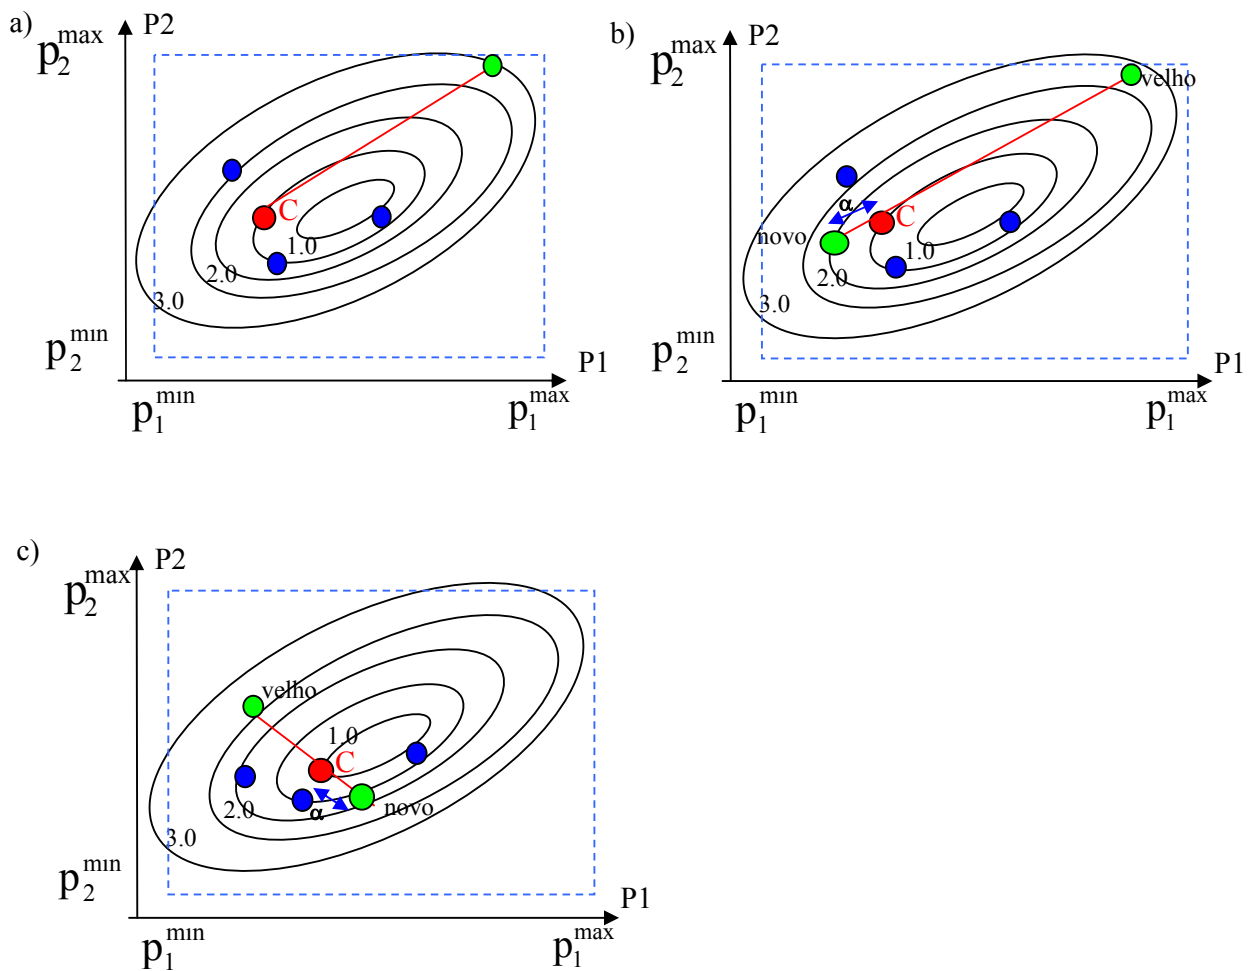 a)
P2
p₂ᵐᵃˣ
C
1.0
2.0
3.0
p₂ᵐⁱⁿ
P1
p₁ᵐⁱⁿ
p₁ᵐᵃˣ
b)
P2
p₂ᵐᵃˣ
velho
α
C
novo
1.0
2.0
3.0
p₂ᵐⁱⁿ
P1
p₁ᵐⁱⁿ
p₁ᵐᵃˣ
c)
P2
p₂ᵐᵃˣ
velho
1.0
C
2.0
α
novo
3.0
p₂ᵐⁱⁿ
P1
p₁ᵐⁱⁿ
p₁ᵐᵃˣ